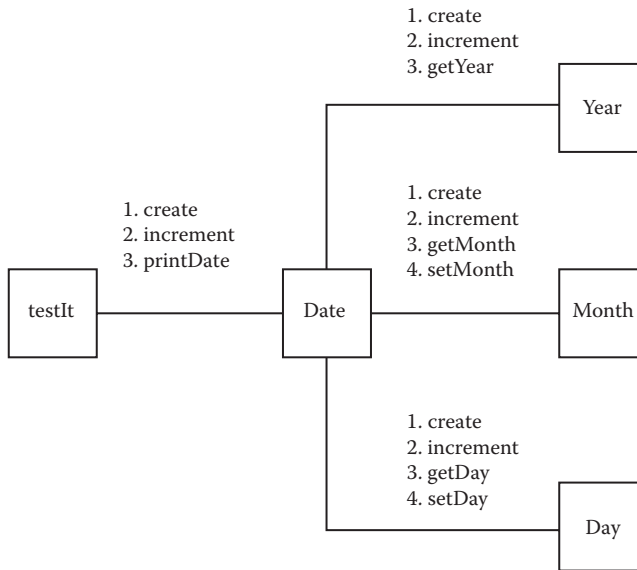 1. create
2. increment
3. getYear
Year
1. create
2. increment
3. printDate
1. create
2. increment
3. getMonth
4. setMonth
testIt
Date
Month
1. create
2. increment
3. getDay
4. setDay
Day